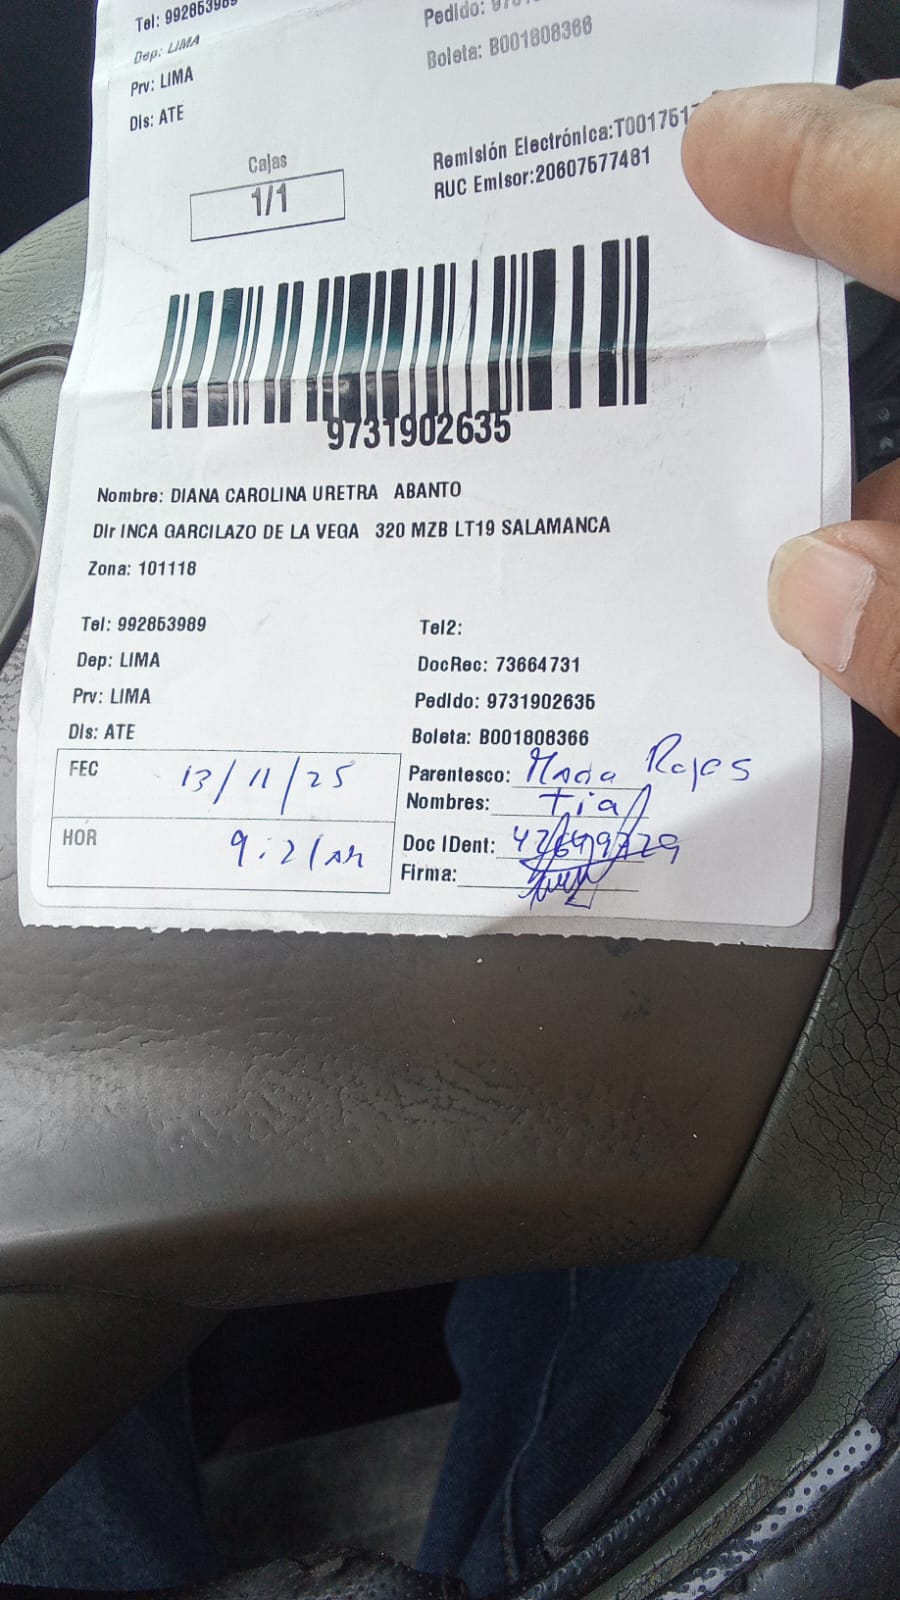 Tel: 992853989
Pedido:
Dep: LIMA
Boleta: B001808366
Prv: LIMA
Dis: ATE
Cajas
1/1
Remisión Electrónica:T0017517
RUC Emisor:20607577481
9731902635
Nombre: DIANA CAROLINA URETRA ABANTO
Dir INCA GARCILAZO DE LA VEGA 320 MZB LT19 SALAMANCA
Zona: 101118
Tel: 992853989
Tel2:
Dep: LIMA
DocRec: 73664731
Prv: LIMA
Pedido: 9731902635
Dis: ATE
Boleta: B001808366
FEC 13/11/25
Parentesco: Rojas
Nombres: tia
HOR 9:21am
Doc IDent:
Firma: